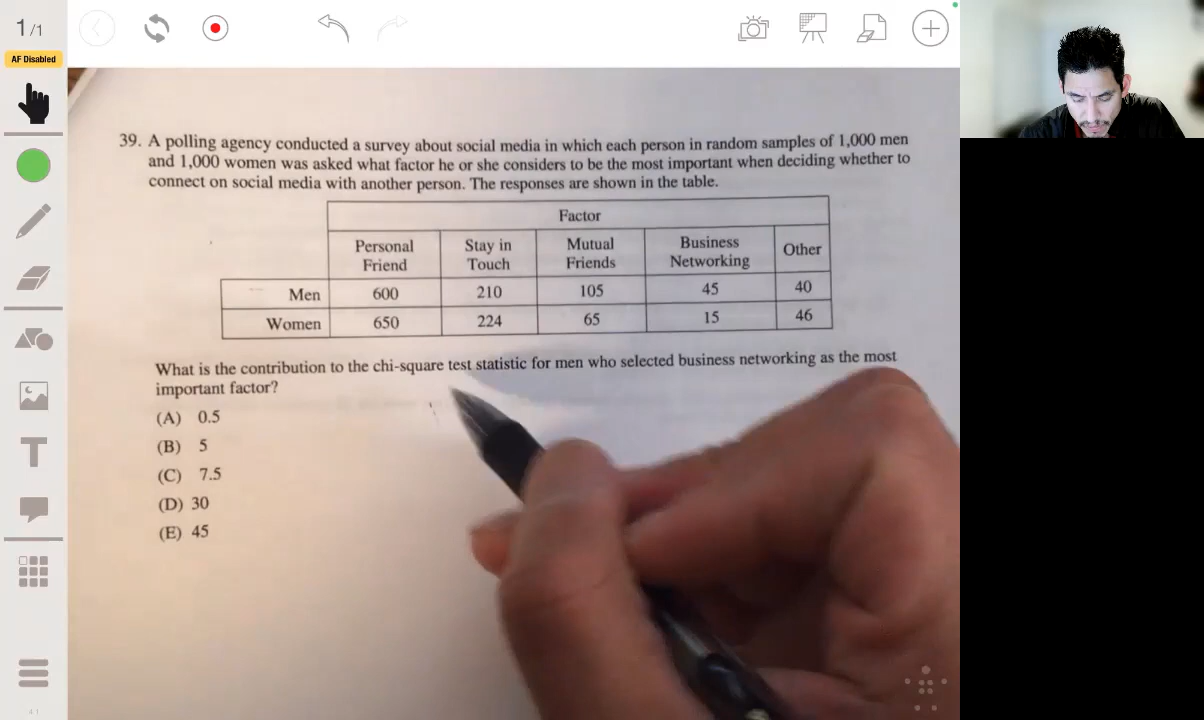 1/1
AF Disabled
39. A polling agency conducted a survey about social media in which each person in random samples of 1,000 men
and 1,000 women was asked what factor he or she considers to be the most important when deciding whether to
connect on social media with another person. The responses are shown in the table.
Factor
Personal Friend Stay in Touch Mutual Friends Business Networking Other
Men 600 210 105 45 40
Women 650 224 65 15 46
What is the contribution to the chi-square test statistic for men who selected business networking as the most
important factor?
(A) 0.5
(B) 5
(C) 7.5
(D) 30
(E) 45
T